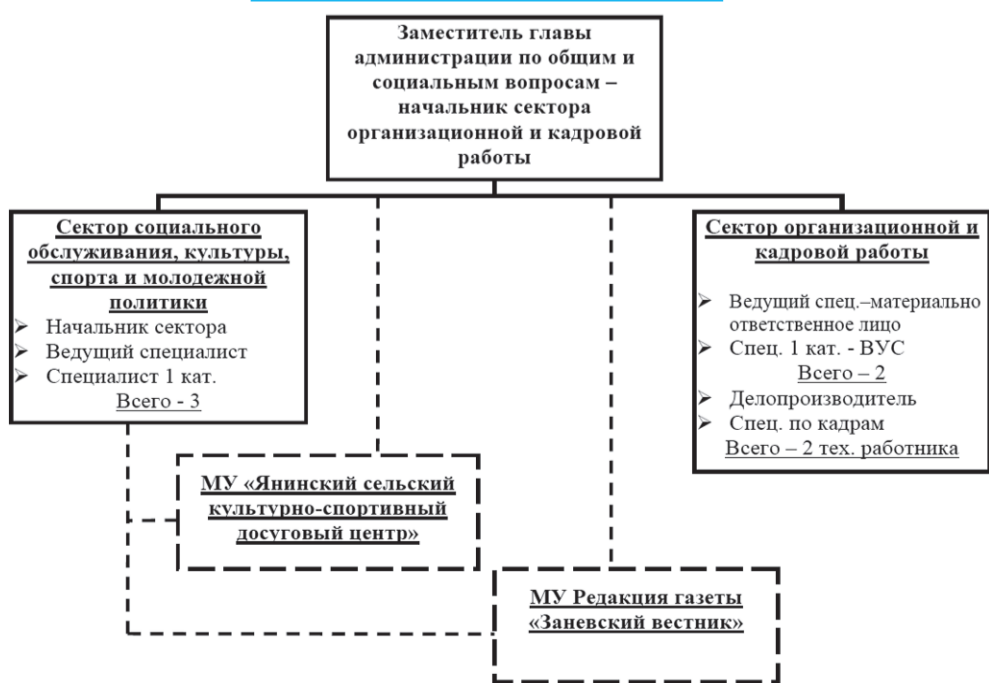 Заместитель главы
администрации по общим и
социальным вопросам –
начальник сектора
организационной и кадровой
работы
Сектор социального
обслуживания, культуры,
спорта и молодежной
политики
➢ Начальник сектора
➢ Ведущий специалист
➢ Специалист 1 кат.
Всего - 3
Сектор организационной и
кадровой работы
➢ Ведущий спец.–материально
ответственное лицо
➢ Спец. 1 кат. - ВУС
Всего – 2
➢ Делопроизводитель
➢ Спец. по кадрам
Всего – 2 тех. работника
МУ «Янинский сельский
культурно-спортивный
досуговый центр»
МУ Редакция газеты
«Заневский вестник»